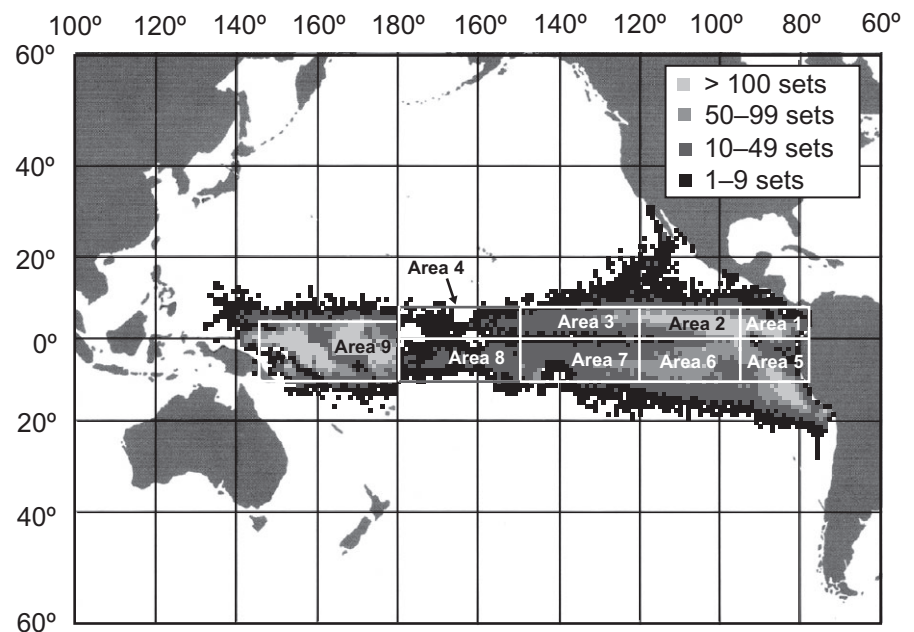 100º 120º 140º 160º 180º 160º 140º 120º 100º 80º 60º
60º
> 100 sets
50–99 sets
10–49 sets
1–9 sets
40º
20º
Area 4
Area 3 Area 2 Area 1
0º
Area 9 Area 8 Area 7 Area 6 Area 5
20º
40º
60º